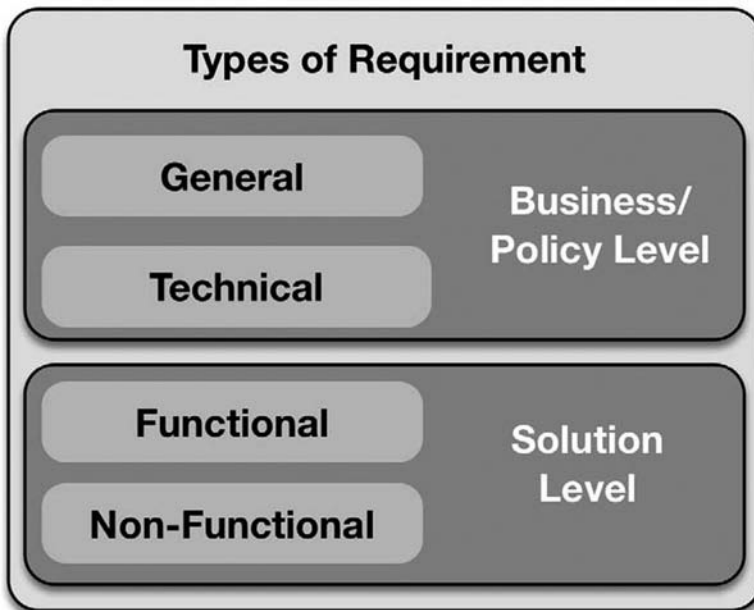 Types of Requirement
General
Technical
Business/
Policy Level
Functional
Non-Functional
Solution
Level